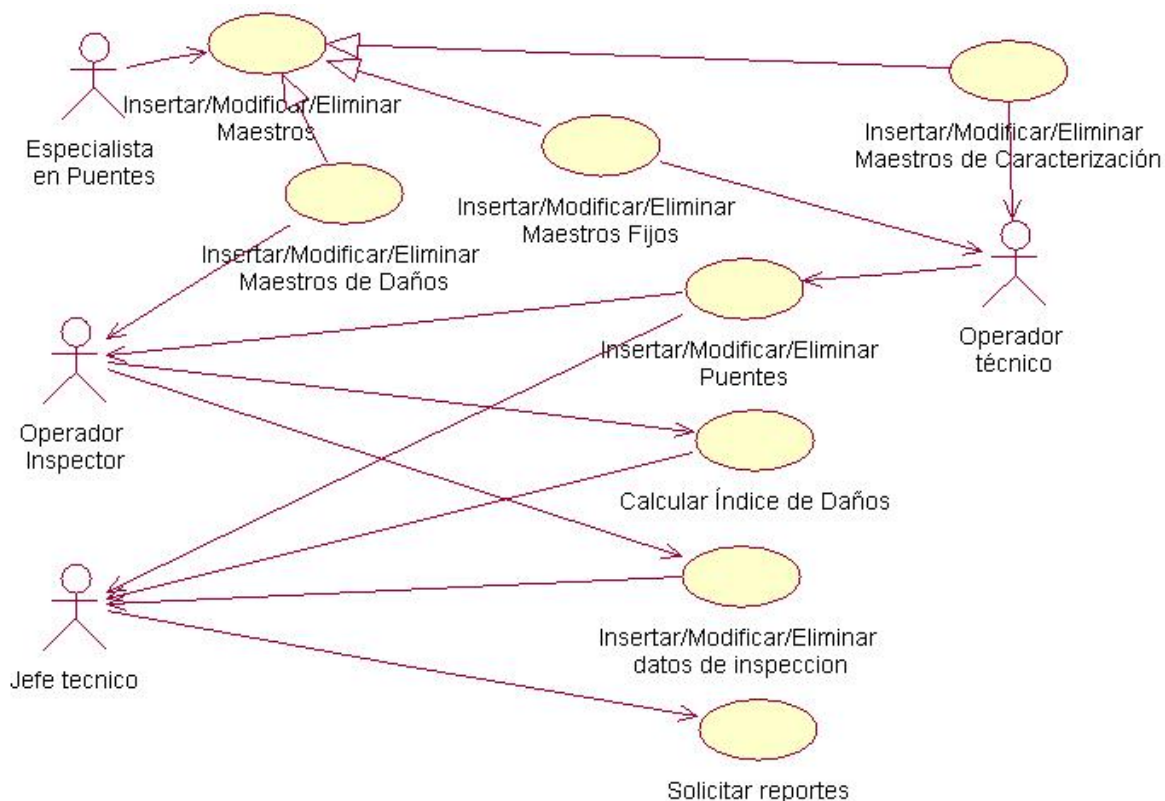 Insertar/Modificar/Eliminar
Maestros
Especialista
en Puentes
Insertar/Modificar/Eliminar
Maestros de Caracterización
Insertar/Modificar/Eliminar
Maestros Fijos
Insertar/Modificar/Eliminar
Maestros de Daños
Operador
técnico
Insertar/Modificar/Eliminar
Puentes
Operador
Inspector
Calcular Índice de Daños
Insertar/Modificar/Eliminar
datos de inspeccion
Jefe tecnico
Solicitar reportes